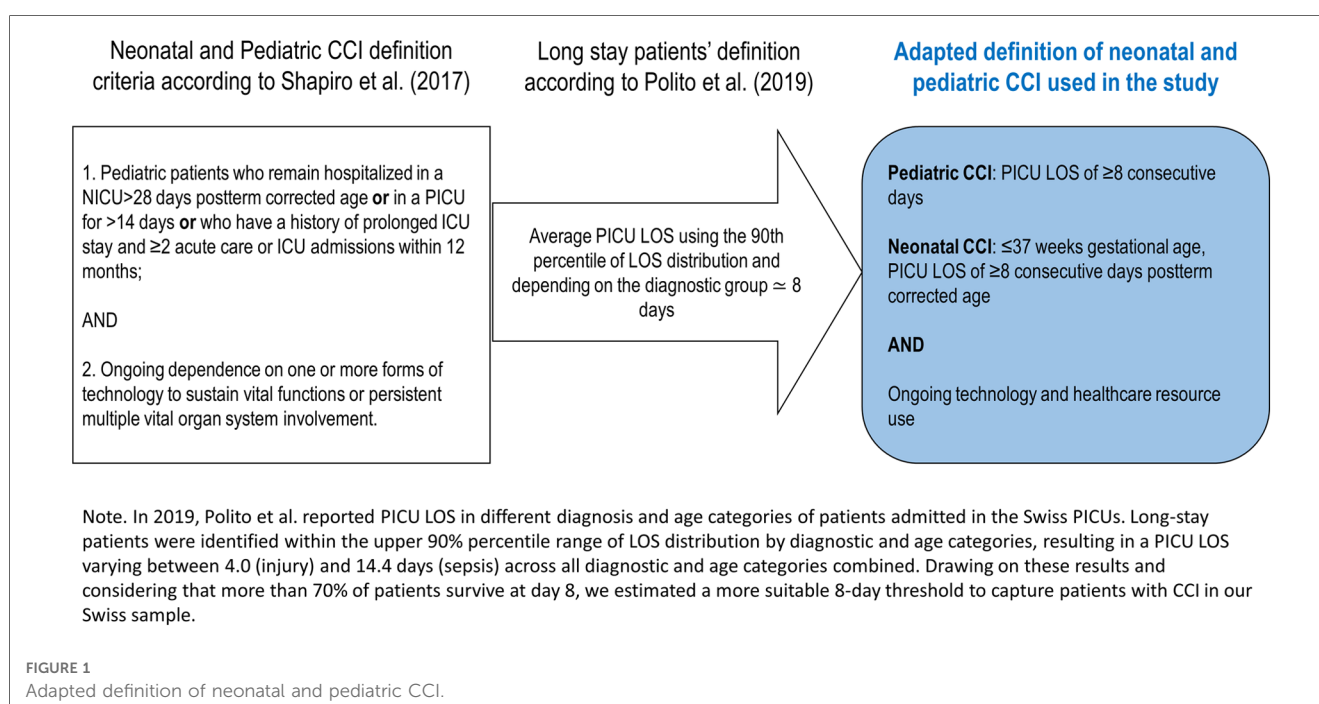 Neonatal and Pediatric CCI definition
criteria according to Shapiro et al. (2017)
Long stay patients’ definition
according to Polito et al. (2019)
Adapted definition of neonatal and
pediatric CCI used in the study
1. Pediatric patients who remain hospitalized in a
NICU>28 days postterm corrected age or in a PICU
for >14 days or who have a history of prolonged ICU
stay and ≥2 acute care or ICU admissions within 12
months;
AND
2. Ongoing dependence on one or more forms of
technology to sustain vital functions or persistent
multiple vital organ system involvement.
Average PICU LOS using the 90th
percentile of LOS distribution and
depending on the diagnostic group ≃ 8
days
Pediatric CCI: PICU LOS of ≥8 consecutive
days
Neonatal CCI: ≤37 weeks gestational age,
PICU LOS of ≥8 consecutive days postterm
corrected age
AND
Ongoing technology and healthcare resource
use
Note. In 2019, Polito et al. reported PICU LOS in different diagnosis and age categories of patients admitted in the Swiss PICUs. Long-stay
patients were identified within the upper 90% percentile range of LOS distribution by diagnostic and age categories, resulting in a PICU LOS
varying between 4.0 (injury) and 14.4 days (sepsis) across all diagnostic and age categories combined. Drawing on these results and
considering that more than 70% of patients survive at day 8, we estimated a more suitable 8-day threshold to capture patients with CCI in our
Swiss sample.
FIGURE 1
Adapted definition of neonatal and pediatric CCI.